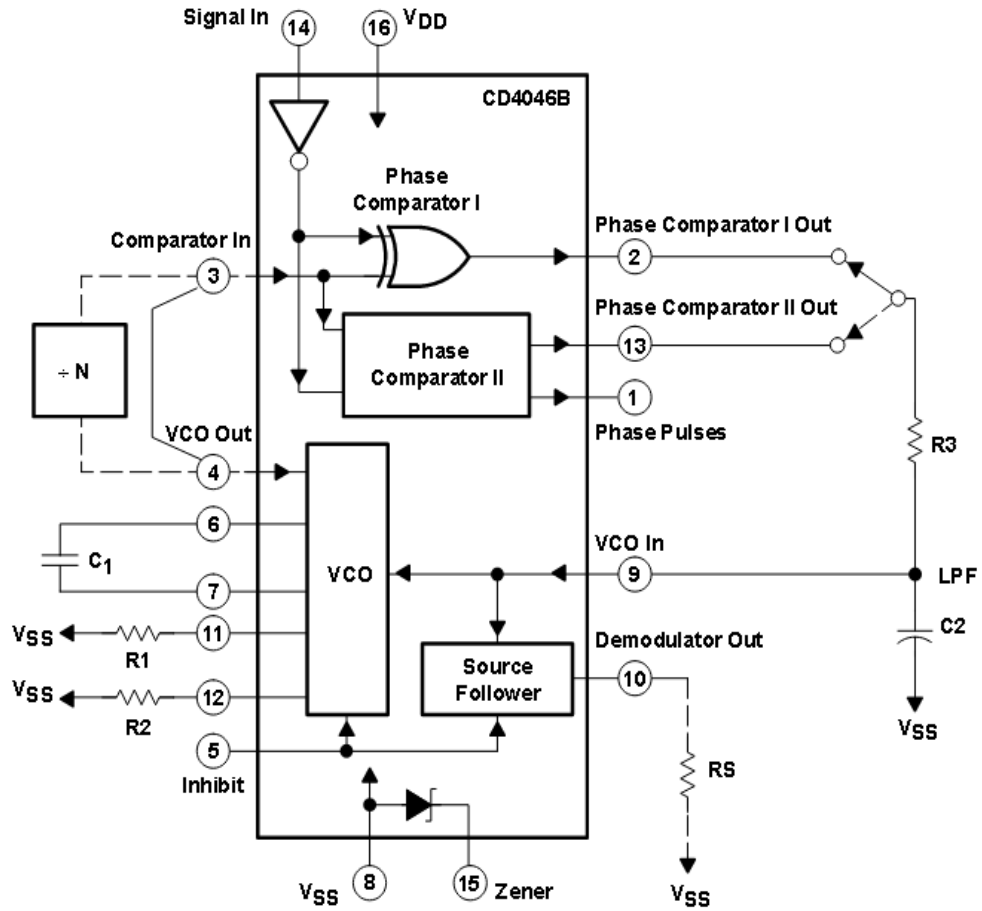 Signal In
14
16
VDD
CD4046B
Phase
Comparator I
Comparator In
3
Phase Comparator I Out
2
Phase Comparator II Out
13
Phase
Comparator II
1
Phase Pulses
÷ N
VCO Out
4
R3
6
C1
7
VCO
VCO In
9
LPF
C2
VSS
VSS
R1
11
VSS
R2
12
Demodulator Out
10
Source
Follower
5
Inhibit
RS
VSS
VSS
8
15
Zener